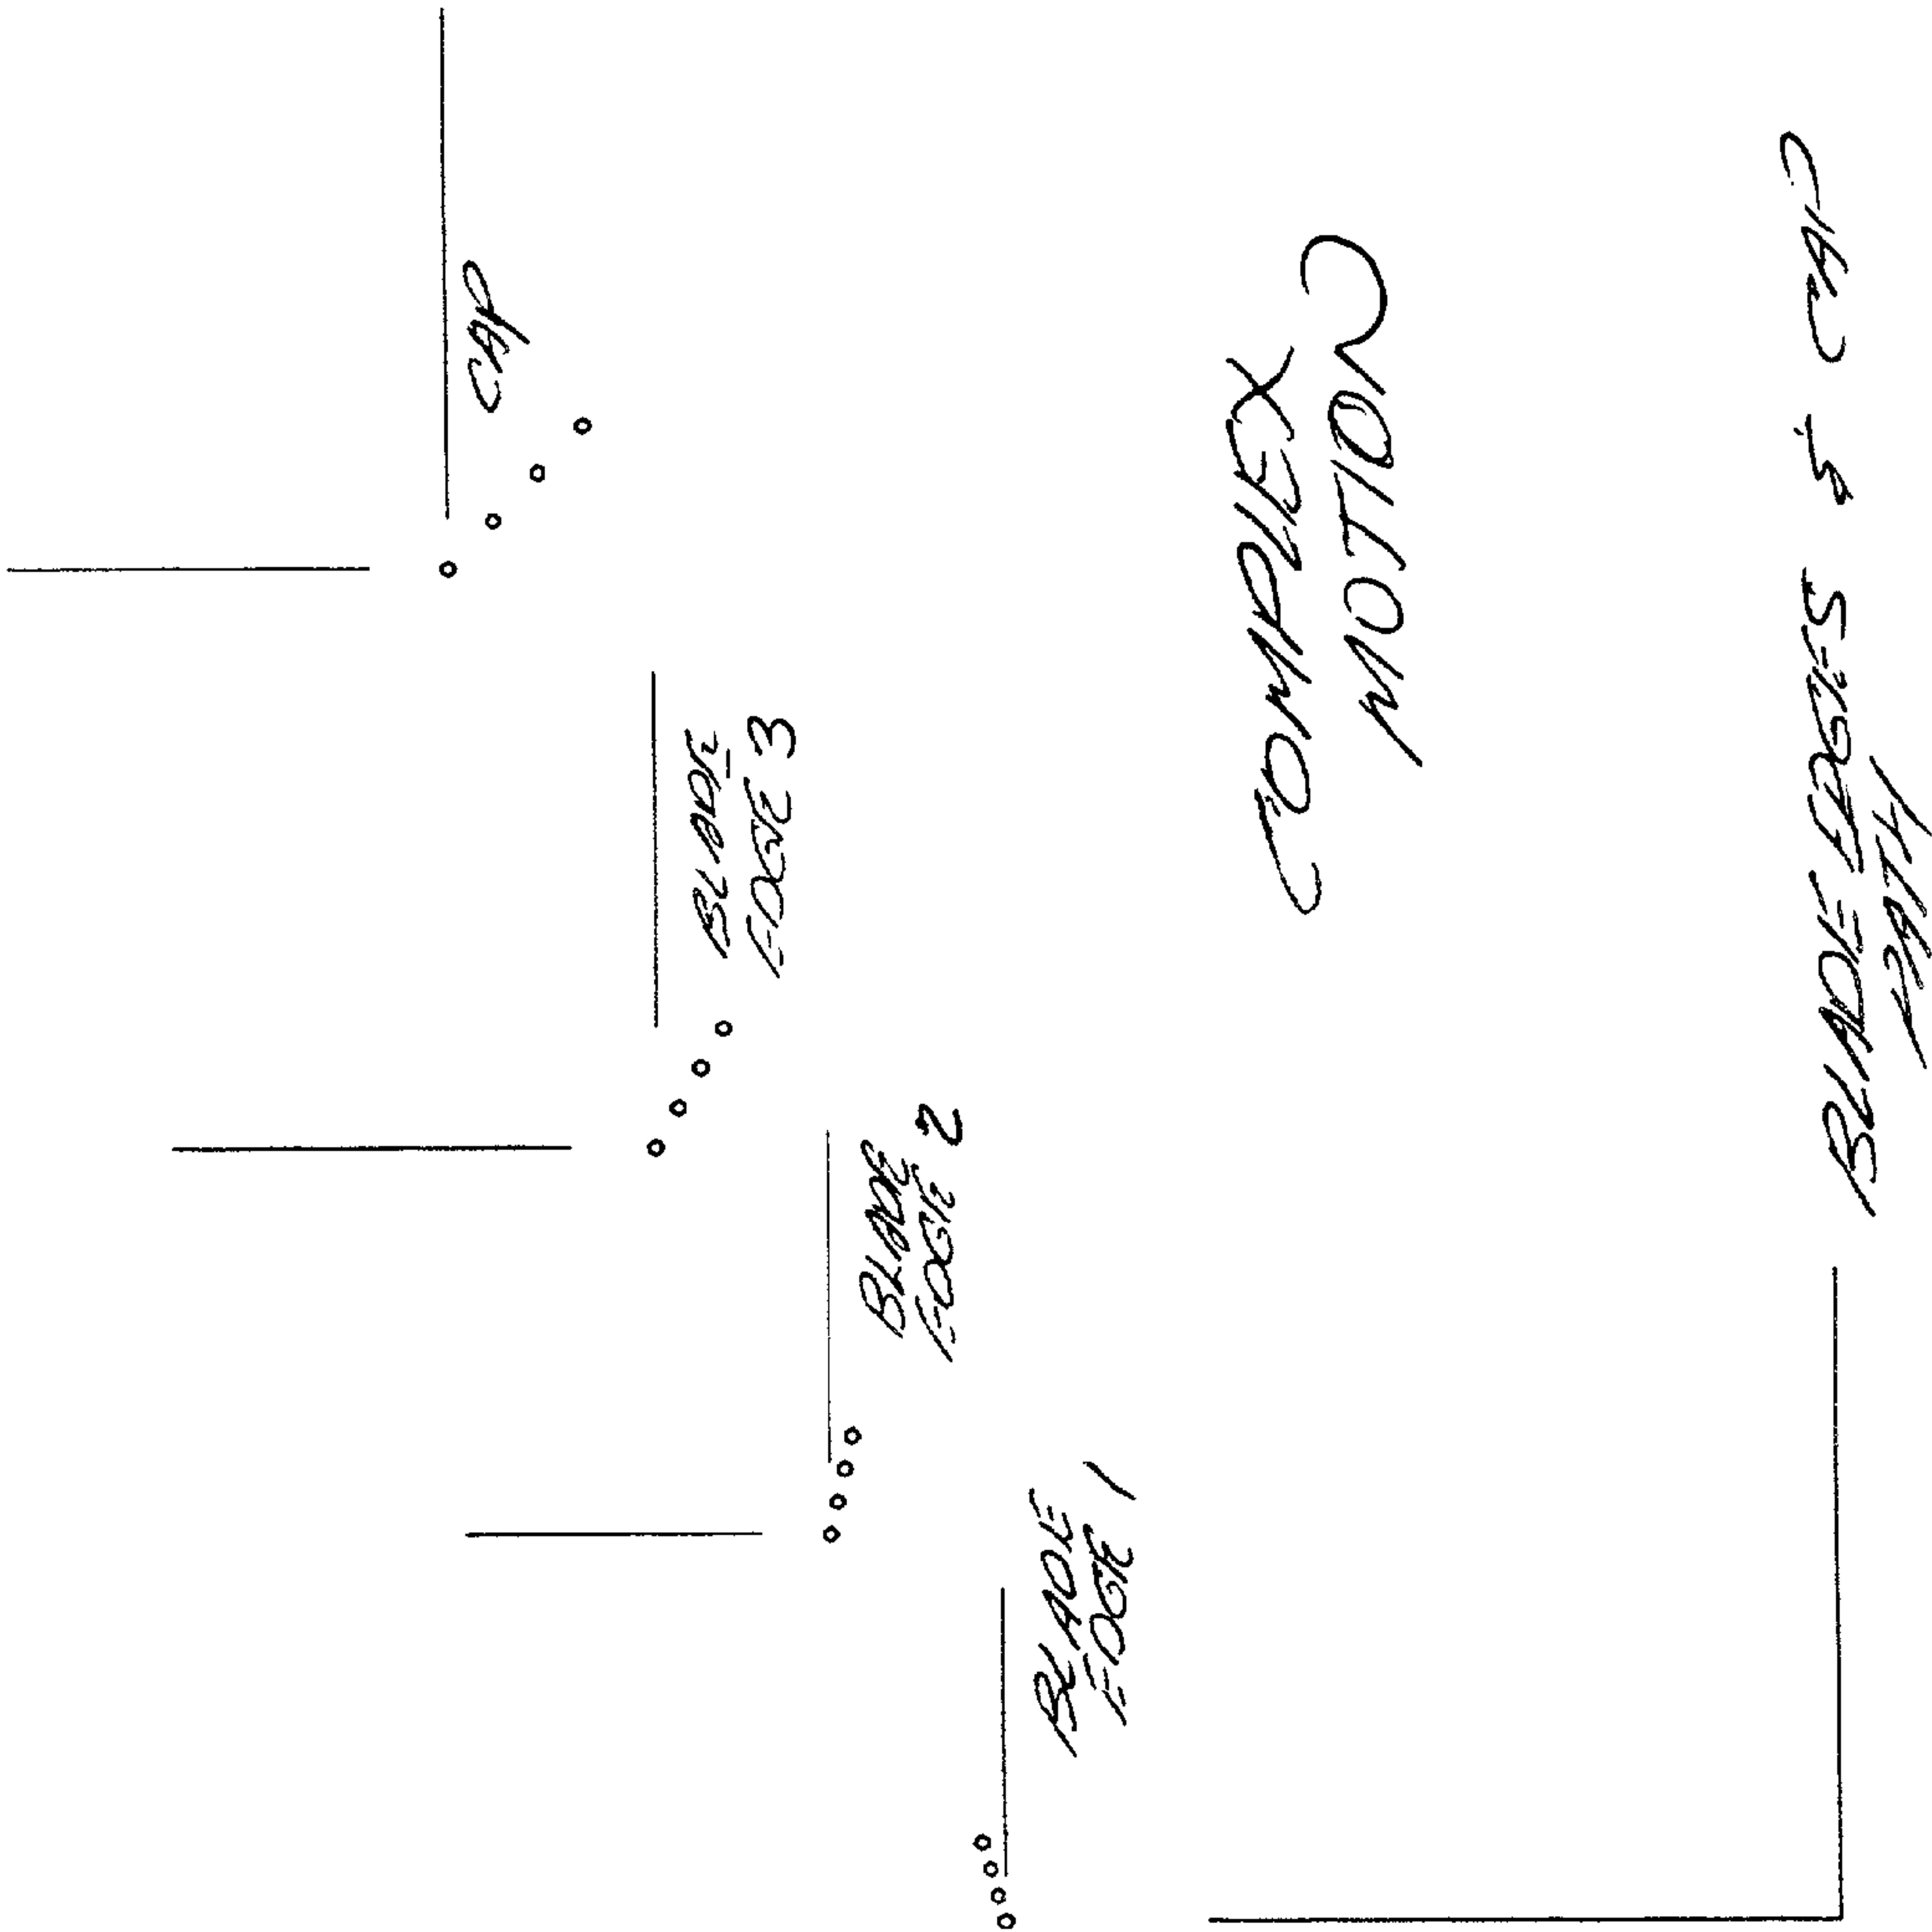 CAP
BLADE
EDGE 3
BLADE
EDGE 2
BLADE
EDGE 1
COMPLEX
MOTION
BLADE EDGES & CAP
PATH